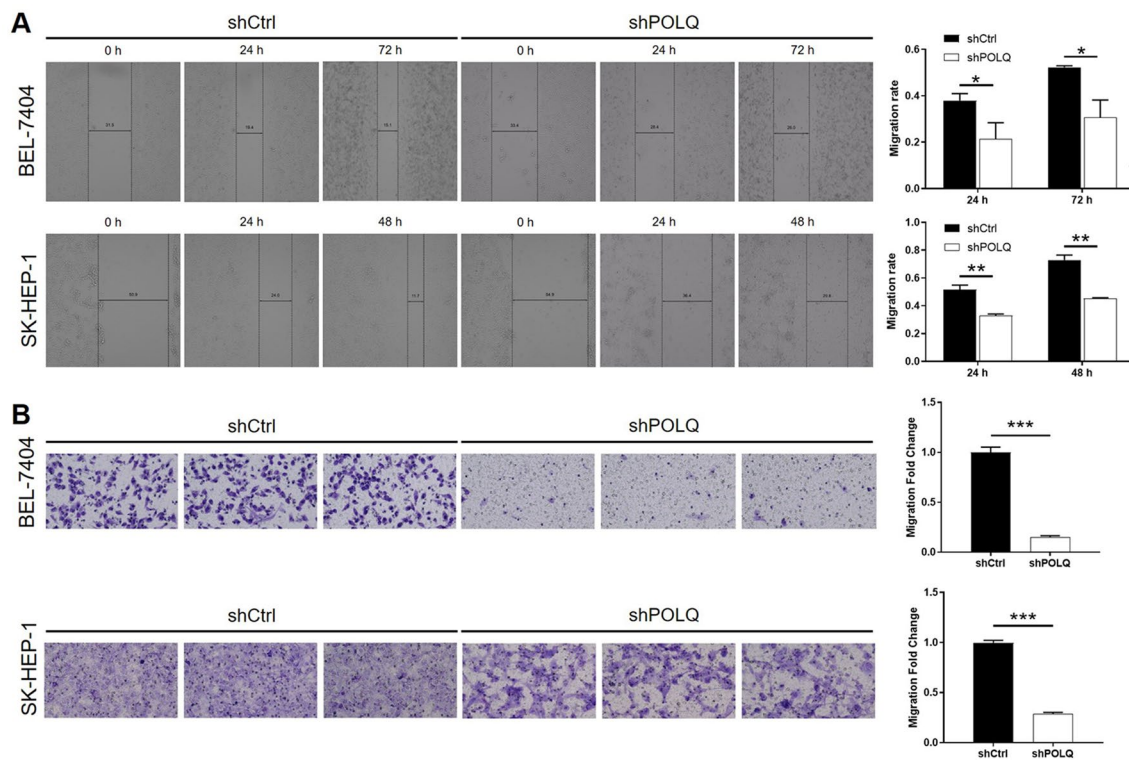 A
shCtrl
shPOLQ
0 h
24 h
72 h
0 h
24 h
72 h
BEL-7404
0 h
24 h
48 h
0 h
24 h
48 h
SK-HEP-1
shCtrl
shPOLQ
0.6
*
*
0.4
0.2
0.0
Migration rate
24 h
72 h
shCtrl
shPOLQ
1.0
0.8
**
**
0.6
0.4
0.2
0.0
Migration rate
24 h
48 h
B
shCtrl
shPOLQ
BEL-7404
1.5
***
1.0
0.5
0.0
Migration Fold Change
shCtrl
shPOLQ
shCtrl
shPOLQ
SK-HEP-1
1.5
***
1.0
0.5
0.0
Migration Fold Change
shCtrl
shPOLQ